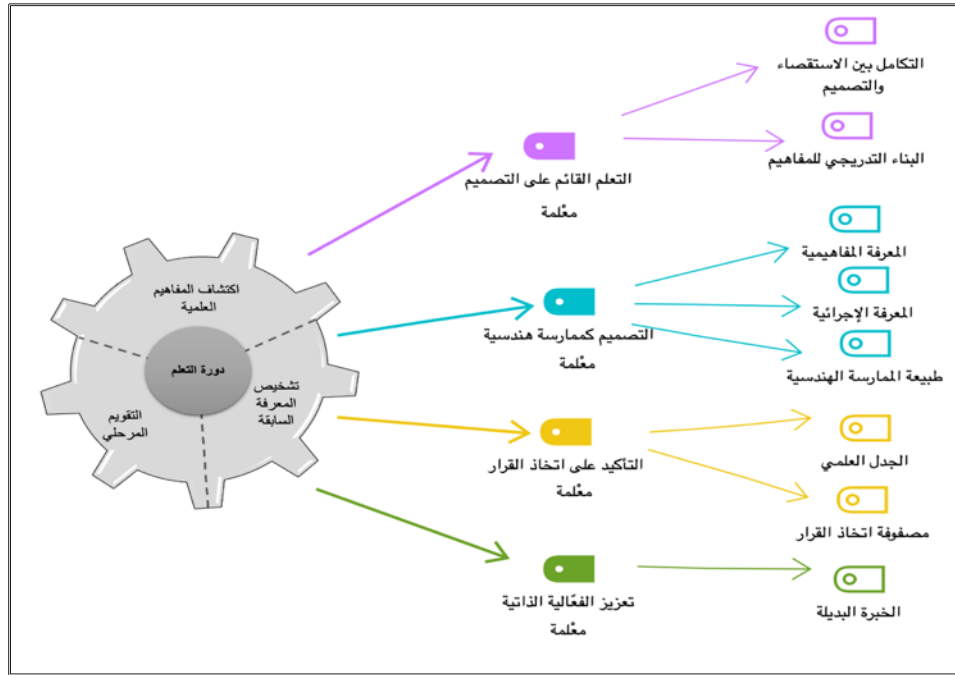 التكامل بين الاستقصاء
والتصميم
البناء التدريجي للمفاهيم
التعلم القائم على التصميم
معْلمة
المعرفة المفاهيمية
المعرفة الإجرائية
طبيعة الممارسة الهندسية
التصميم كممارسة هندسية
معْلمة
الجدل العلمي
مصفوفة اتخاذ القرار
التأكيد على اتخاذ القرار
معْلمة
الخبرة البديلة
تعزيز الفعّالية الذاتية
معْلمة
اكتشاف المفاهيم
العلمية
دورة التعلم
تشخيص
المعرفة
السابقة
التقويم
المرحلي